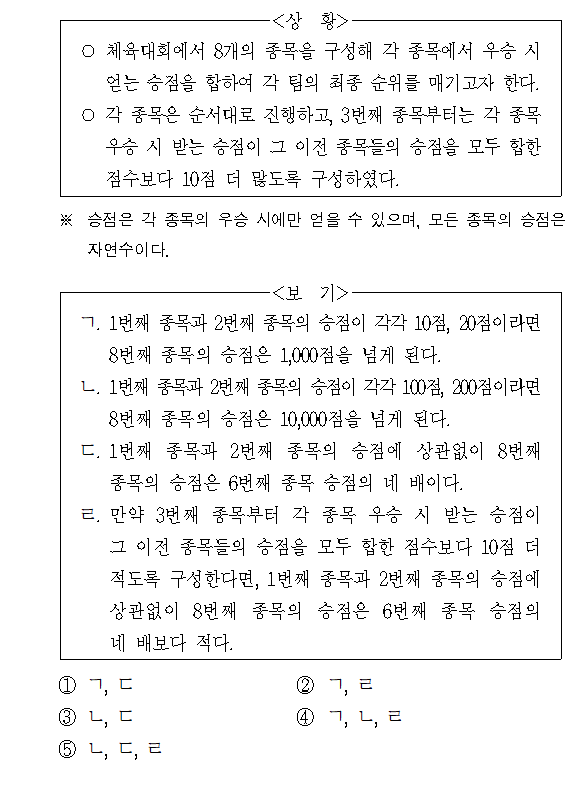 <상 황>
○ 체육대회에서 8개의 종목을 구성해 각 종목에서 우승 시
얻는 승점을 합하여 각 팀의 최종 순위를 매기고자 한다.
○ 각 종목은 순서대로 진행하고, 3번째 종목부터는 각 종목
우승 시 받는 승점이 그 이전 종목들의 승점을 모두 합한
점수보다 10점 더 많도록 구성하였다.
※ 승점은 각 종목의 우승 시에만 얻을 수 있으며, 모든 종목의 승점은
자연수이다.
<보 기>
ㄱ. 1번째 종목과 2번째 종목의 승점이 각각 10점, 20점이라면
8번째 종목의 승점은 1,000점을 넘게 된다.
ㄴ. 1번째 종목과 2번째 종목의 승점이 각각 100점, 200점이라면
8번째 종목의 승점은 10,000점을 넘게 된다.
ㄷ. 1번째 종목과 2번째 종목의 승점에 상관없이 8번째
종목의 승점은 6번째 종목 승점의 네 배이다.
ㄹ. 만약 3번째 종목부터 각 종목 우승 시 받는 승점이
그 이전 종목들의 승점을 모두 합한 점수보다 10점 더
적도록 구성한다면, 1번째 종목과 2번째 종목의 승점에
상관없이 8번째 종목의 승점은 6번째 종목 승점의
네 배보다 적다.
① ㄱ, ㄷ
② ㄱ, ㄹ
③ ㄴ, ㄷ
④ ㄱ, ㄴ, ㄹ
⑤ ㄴ, ㄷ, ㄹ